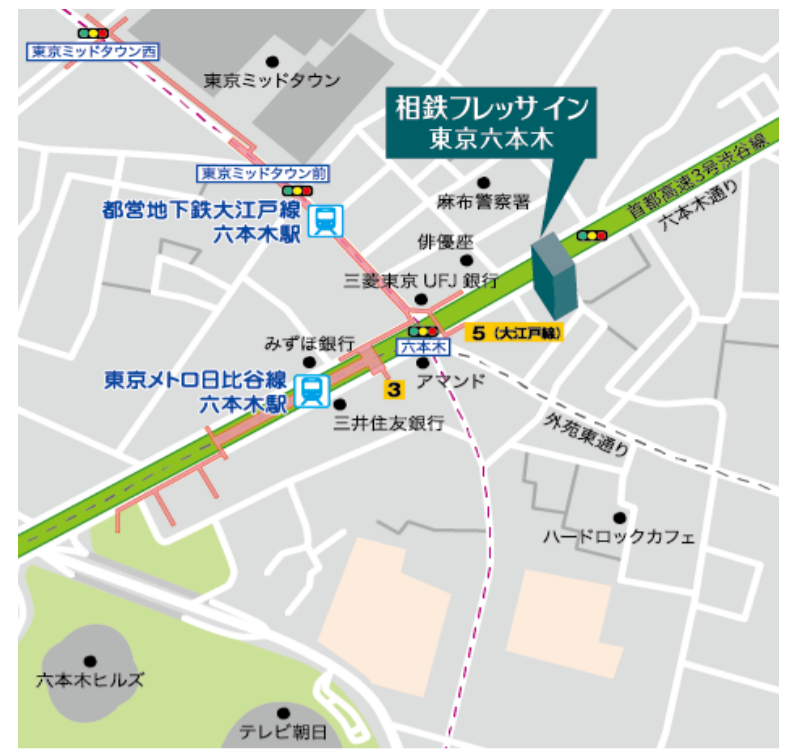 東京ミッドタウン西
東京ミッドタウン
相鉄フレッサイン
東京六本木
首都高速3号渋谷線
六本木通り
東京ミッドタウン前
都営地下鉄大江戸線
六本木駅
麻布警察署
俳優座
三菱東京UFJ銀行
5（大江戸線）
みずほ銀行
六本木
東京メトロ日比谷線
六本木駅
3
アマンド
三井住友銀行
外苑東通り
ハードロックカフェ
六本木ヒルズ
テレビ朝日